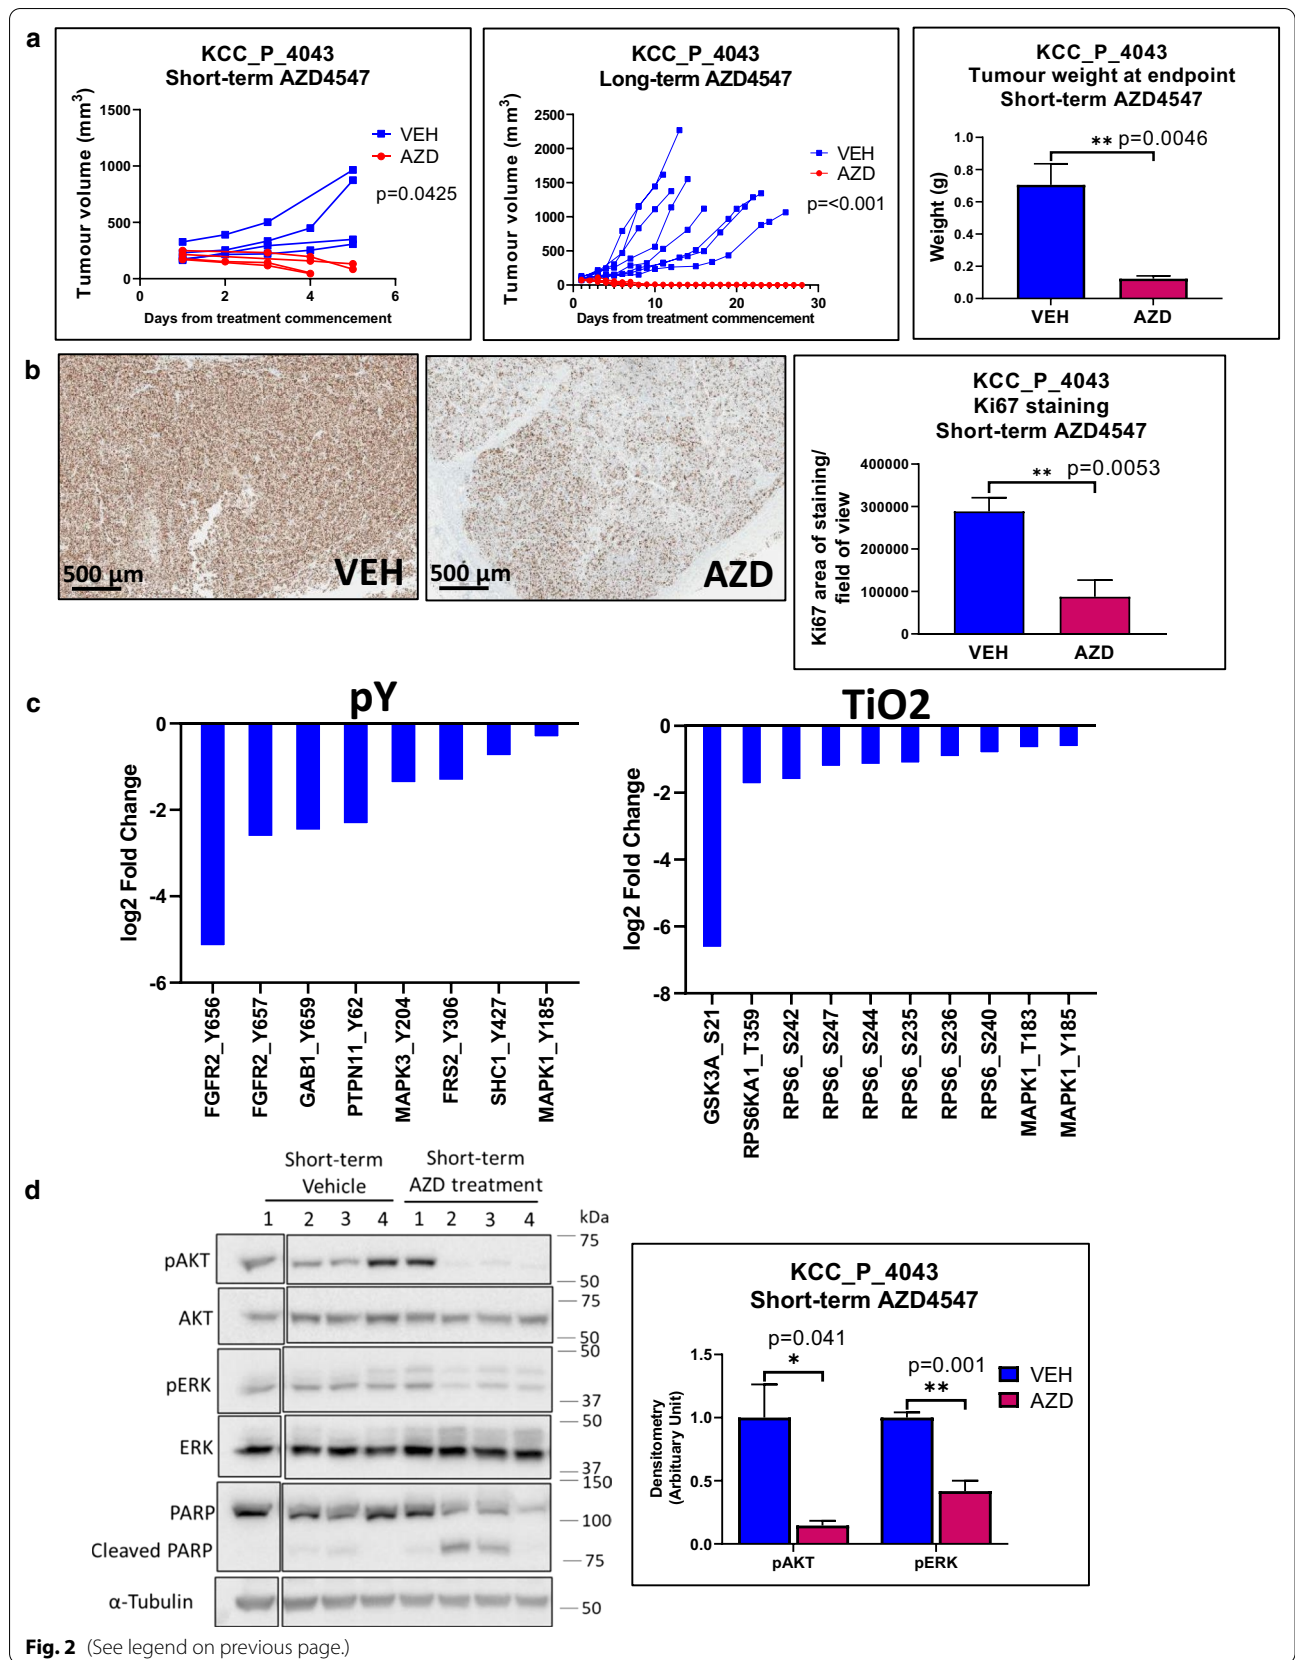 a
KCC_P_4043
Short-term AZD4547
Tumour volume (mm3)
1500
1000
500
0
0
2
4
6
Days from treatment commencement
VEH
AZD
p=0.0425
KCC_P_4043
Long-term AZD4547
Tumour volume (mm3)
2500
2000
1500
1000
500
0
0
10
20
30
Days from treatment commencement
VEH
AZD
p=<0.001
KCC_P_4043
Tumour weight at endpoint
Short-term AZD4547
Weight (g)
1.0
0.8
0.6
0.4
0.2
0.0
** p=0.0046
VEH
AZD
b
500 µm
VEH
500 µm
AZD
KCC_P_4043
Ki67 staining
Short-term AZD4547
Ki67 area of staining/
field of view
400000
300000
200000
100000
0
** p=0.0053
VEH
AZD
c
pY
log2 Fold Change
0
-2
-4
-6
FGFR2_Y656
FGFR2_Y657
GAB1_Y659
PTPN11_Y62
MAPK3_Y204
FRS2_Y306
SHC1_Y427
MAPK1_Y185
TiO2
log2 Fold Change
0
-2
-4
-6
-8
GSK3A_S21
RPS6KA1_T359
RPS6_S242
RPS6_S247
RPS6_S244
RPS6_S235
RPS6_S236
RPS6_S240
MAPK1_T183
MAPK1_Y185
d
Short-term
Vehicle
Short-term
AZD treatment
1 2 3 4 1 2 3 4 kDa
pAKT
75
50
AKT
75
50
pERK
50
37
ERK
50
37
PARP
150
100
Cleaved PARP
75
α-Tubulin
50
KCC_P_4043
Short-term AZD4547
Densitometry
(Arbituary Unit)
1.5
1.0
0.5
0.0
p=0.041
*
p=0.001
**
VEH
AZD
pAKT
pERK
Fig. 2 (See legend on previous page.)